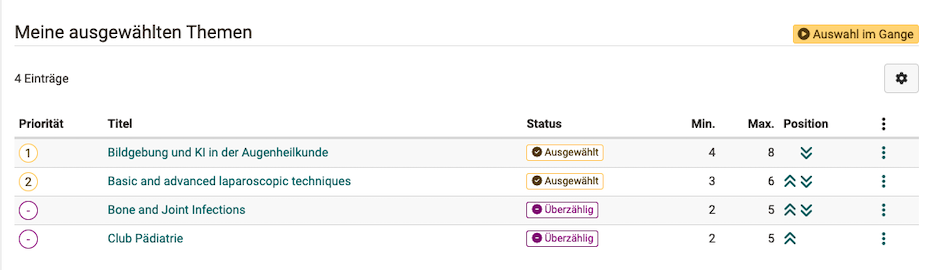 Meine ausgewählten Themen
Auswahl im Gange
4 Einträge
Priorität Titel Status Min. Max. Position
1 Bildgebung und KI in der Augenheilkunde Ausgewählt 4 8
2 Basic and advanced laparoscopic techniques Ausgewählt 3 6
- Bone and Joint Infections Überzählig 2 5
- Club Pädiatrie Überzählig 2 5